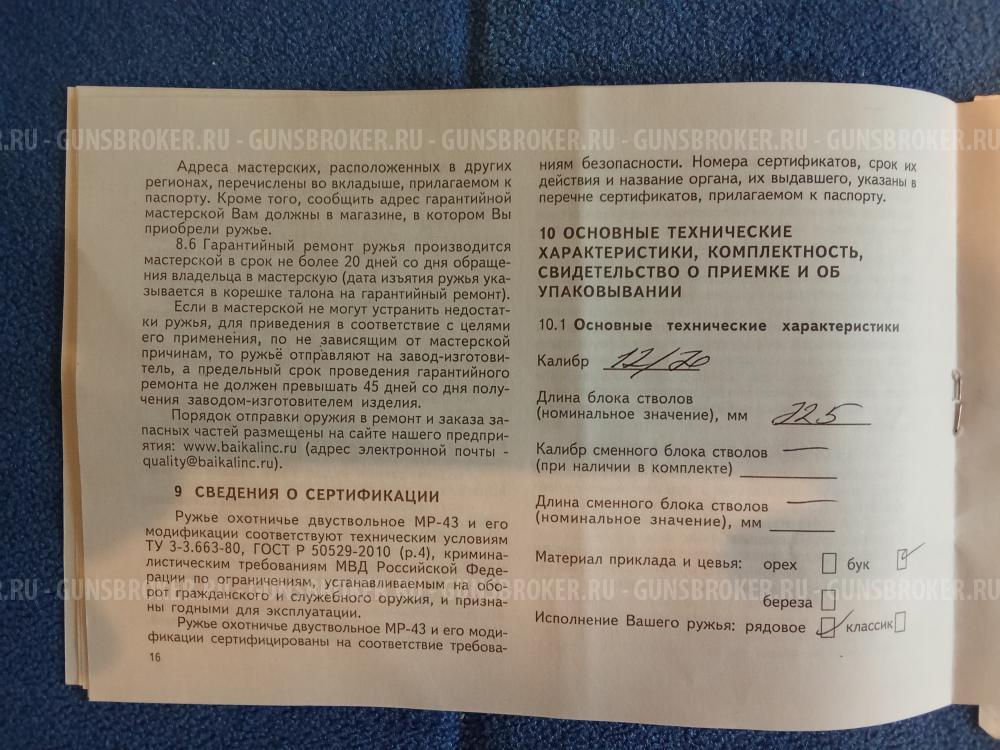 Адреса мастерских, расположенных в других
регионах, перечислены во вкладыше, прилагаемом к
паспорту. Кроме того, сообщить адрес гарантийной
мастерской Вам должны в магазине, в котором Вы
приобрели ружье.
8.6 Гарантийный ремонт ружья производится
мастерской в срок не более 20 дней со дня обраще-
ния владельца в мастерскую (дата изъятия ружья ука-
зывается в корешке талона на гарантийный ремонт).
Если в мастерской не могут устранить недостат-
ки ружья, для приведения в соответствие с целями
его применения, по не зависящим от мастерской
причинам, то ружьё отправляют на завод-изготови-
тель, а предельный срок проведения гарантийного
ремонта не должен превышать 45 дней со дня полу-
чения заводом-изготовителем изделия.
Порядок отправки оружия в ремонт и заказа за-
пасных частей размещены на сайте нашего предпри-
ятия: www.baikalinc.ru (адрес электронной почты -
quality@baikalinc.ru).
9 СВЕДЕНИЯ О СЕРТИФИКАЦИИ
Ружье охотничье двуствольное МР-43 и его
модификации соответствуют техническим условиям
ТУ 3-3.663-80, ГОСТ Р 50529-2010 (р.4), кримина-
листическим требованиям МВД Российской Феде-
рации по ограничениям, устанавливаемым на обо-
рот гражданского и служебного оружия, и призна-
ны годными для эксплуатации.
Ружье охотничье двуствольное МР-43 и его моди-
фикации сертифицированы на соответствие требова-
16
ниям безопасности. Номера сертификатов, срок их
действия и название органа, их выдавшего, указаны в
перечне сертификатов, прилагаемом к паспорту.
10 ОСНОВНЫЕ ТЕХНИЧЕСКИЕ
ХАРАКТЕРИСТИКИ, КОМПЛЕКТНОСТЬ,
СВИДЕТЕЛЬСТВО О ПРИЕМКЕ И ОБ
УПАКОВЫВАНИИ
10.1 Основные технические характеристики
Калибр 12/70
Длина блока стволов
(номинальное значение), мм 725
Калибр сменного блока стволов
(при наличии в комплекте)
Длина сменного блока стволов
(номинальное значение), мм
Материал приклада и цевья: орех бук
береза
Исполнение Вашего ружья: рядовое классик
.RU - GUNSBROKER.RU - GUNSBROKER.RU - GUNSBROKER.RU - GUNSBROKER.RU - GUNS
.RU - GUNSBROKER.RU - GUNSBROKER.RU - GUNSBROKER.RU - GUNSBROKER.RU - GUNS